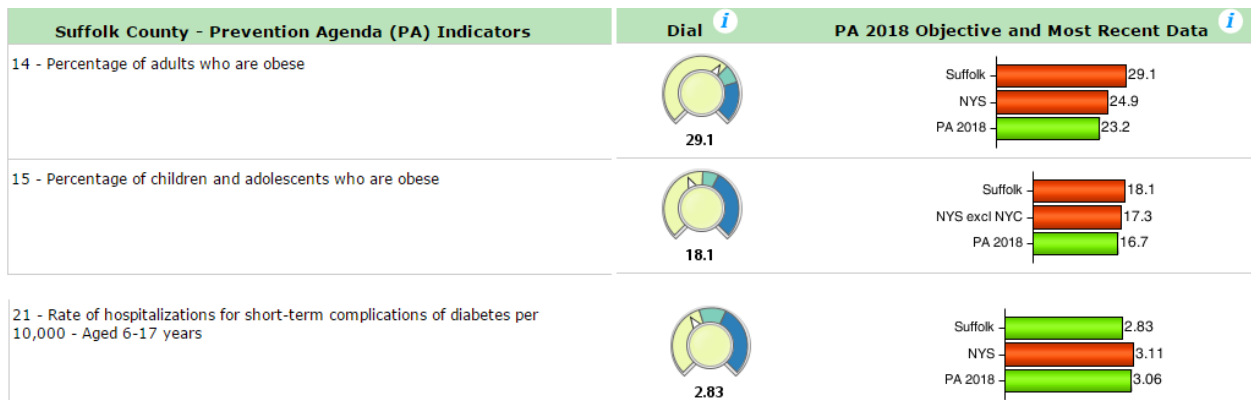 Suffolk County - Prevention Agenda (PA) Indicators
Dial i
PA 2018 Objective and Most Recent Data i
14 - Percentage of adults who are obese
29.1
Suffolk 29.1
NYS 24.9
PA 2018 23.2
15 - Percentage of children and adolescents who are obese
18.1
Suffolk 18.1
NYS excl NYC 17.3
PA 2018 16.7
21 - Rate of hospitalizations for short-term complications of diabetes per
10,000 - Aged 6-17 years
2.83
Suffolk 2.83
NYS 3.11
PA 2018 3.06